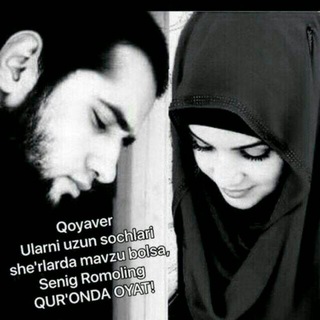 Qoyaver
Ularni uzun sochlari
she'rlarda mavzu bolsa,
Senig Romoling
QUR'ONDA OYAT!